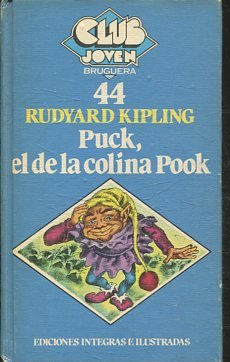 CLUB
JOVEN
BRUGUERA
44
RUDYARD KIPLING
Puck,
el de la colina Pook
EDICIONES INTEGRAS E ILUSTRADAS